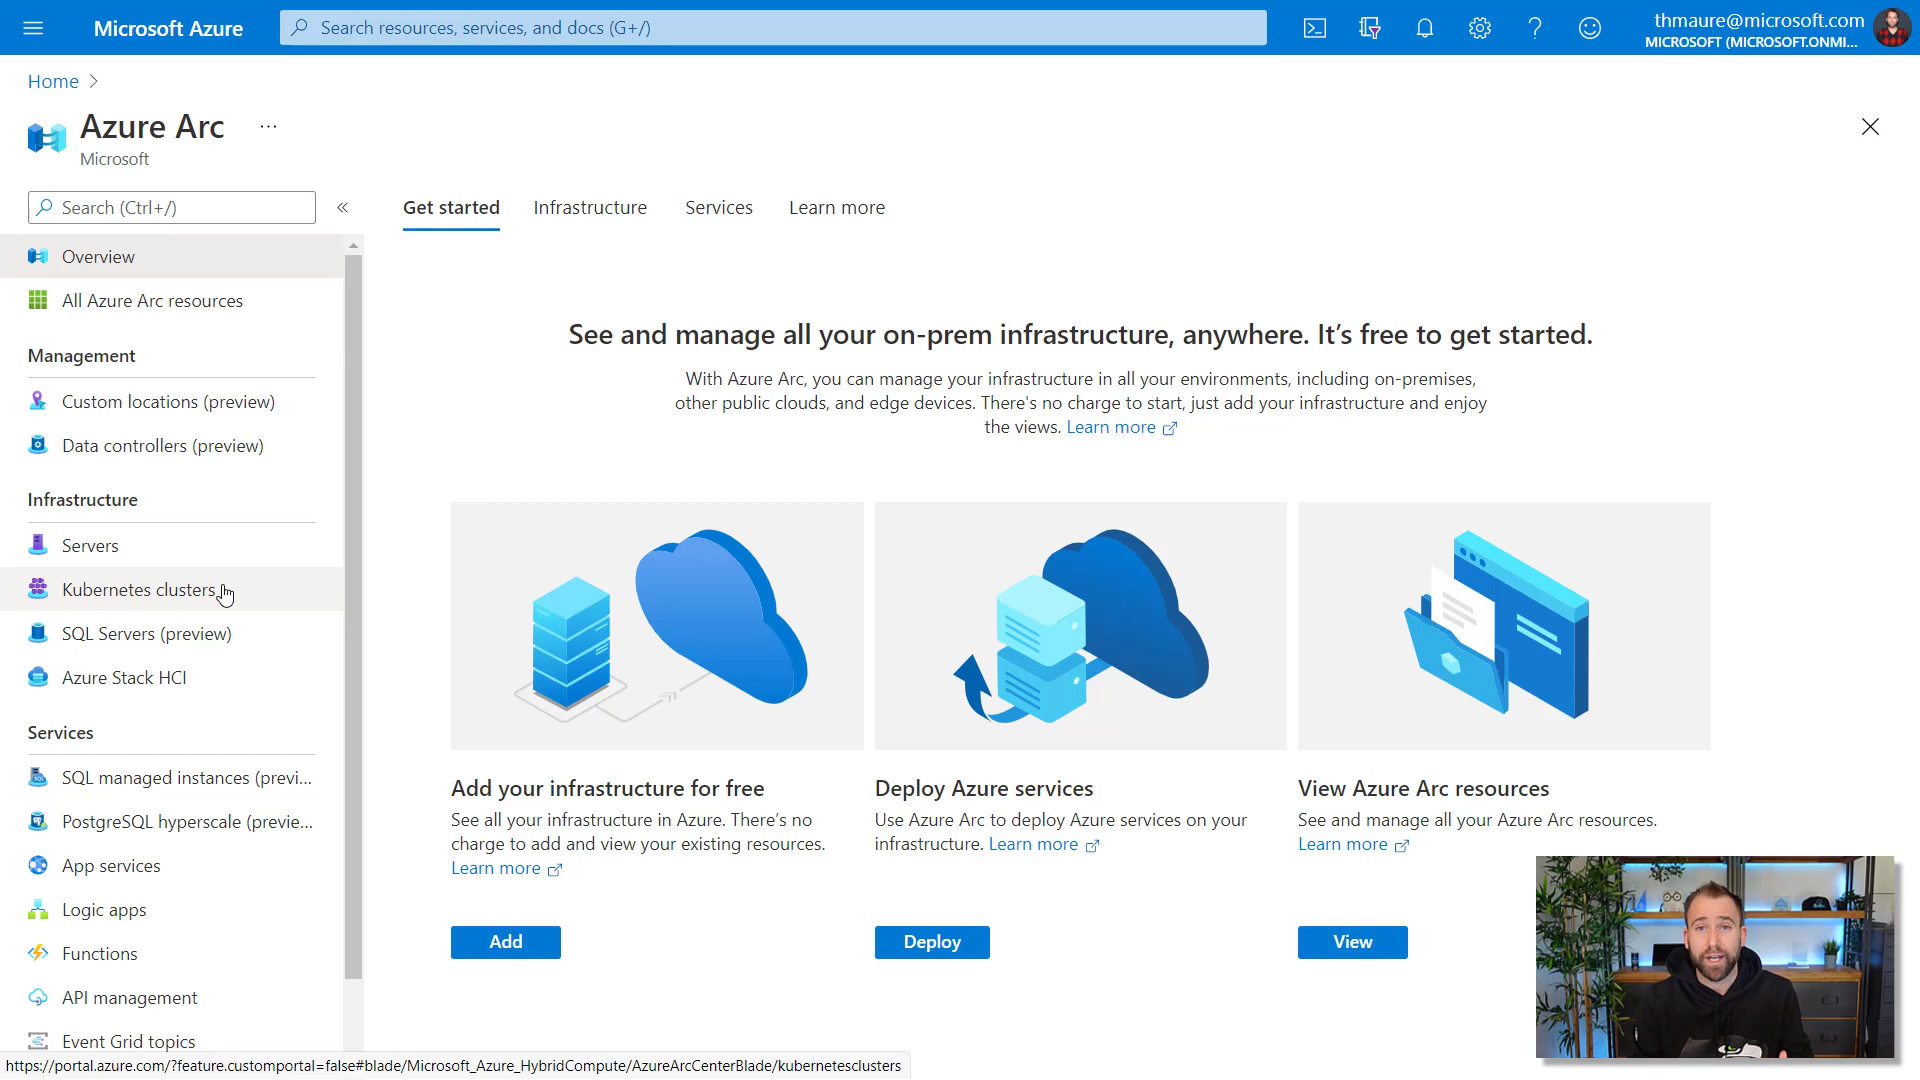 Microsoft Azure
Search resources, services, and docs (G+/)
thmaure@microsoft.com
MICROSOFT (MICROSOFT.ONMI...
Home
Azure Arc
...
Microsoft
Search (Ctrl+/)
«
Get started
Infrastructure
Services
Learn more
Overview
All Azure Arc resources
Management
Custom locations (preview)
Data controllers (preview)
Infrastructure
Servers
Kubernetes clusters
SQL Servers (preview)
Azure Stack HCI
Services
SQL managed instances (previ...
PostgreSQL hyperscale (previe...
App services
Logic apps
Functions
API management
Event Grid topics
See and manage all your on-prem infrastructure, anywhere. It’s free to get started.
With Azure Arc, you can manage your infrastructure in all your environments, including on-premises,
other public clouds, and edge devices. There's no charge to start, just add your infrastructure and enjoy
the views. Learn more
Add your infrastructure for free
See all your infrastructure in Azure. There’s no
charge to add and view your existing resources.
Learn more
Add
Deploy Azure services
Use Azure Arc to deploy Azure services on your
infrastructure. Learn more
Deploy
View Azure Arc resources
See and manage all your Azure Arc resources.
Learn more
View
https://portal.azure.com/?feature.customportal=false#blade/Microsoft_Azure_HybridCompute/AzureArcCenterBlade/kubernetesclusters